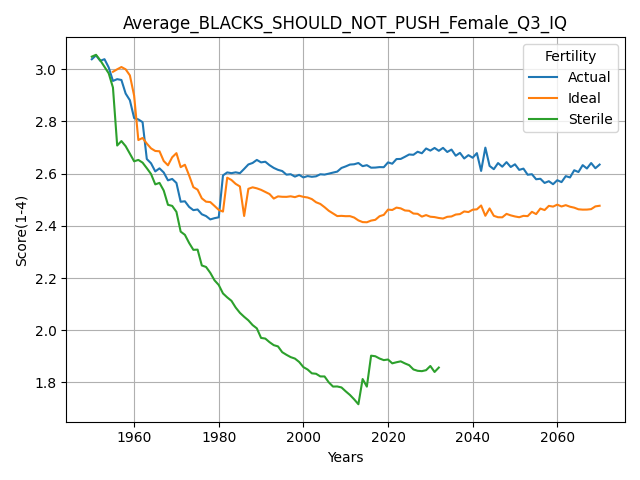 Average_BLACKS_SHOULD_NOT_PUSH_Female_Q3_IQ
Fertility
Actual
Ideal
Sterile
Score(1-4)
3.0
2.8
2.6
2.4
2.2
2.0
1.8
1960
1980
2000
2020
2040
2060
Years